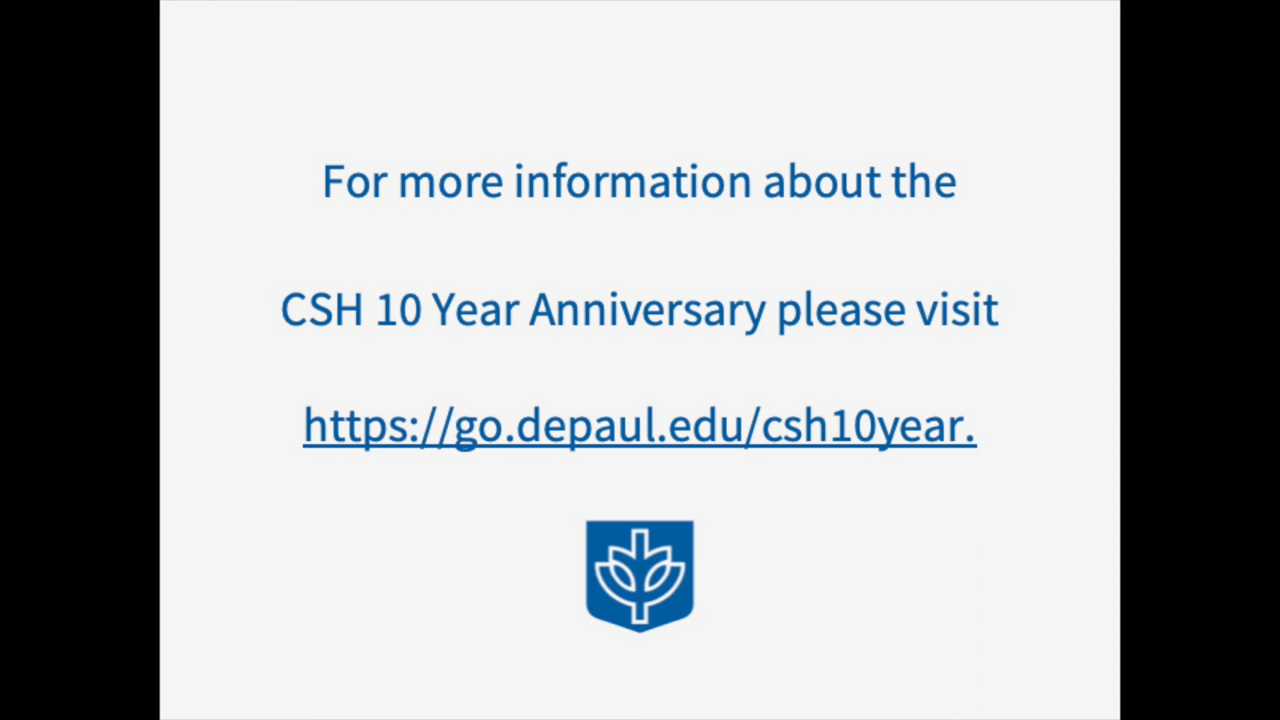 For more information about the
CSH 10 Year Anniversary please visit
https://go.depaul.edu/csh10year.